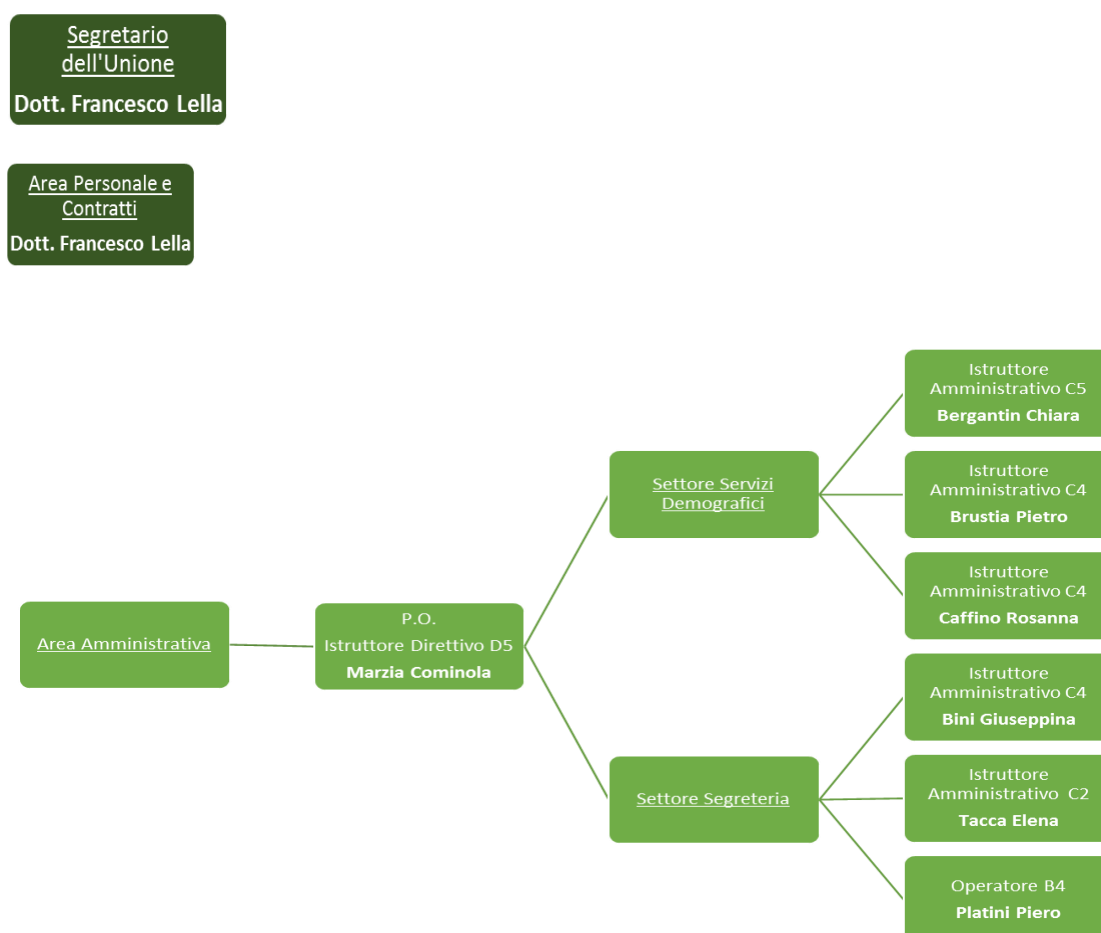 Segretario
dell'Unione
Dott. Francesco Lella
Area Personale e
Contratti
Dott. Francesco Lella
Area Amministrativa
P.O.
Istruttore Direttivo D5
Marzia Cominola
Settore Servizi
Demografici
Istruttore
Amministrativo C5
Bergantin Chiara
Istruttore
Amministrativo C4
Brustia Pietro
Istruttore
Amministrativo C4
Caffino Rosanna
Settore Segreteria
Istruttore
Amministrativo C4
Bini Giuseppina
Istruttore
Amministrativo C2
Tacca Elena
Operatore B4
Platini Piero